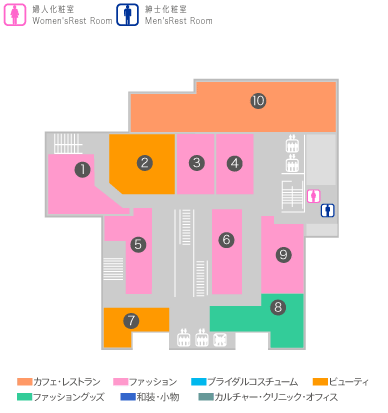 婦人化粧室
Women'sRest Room
紳士化粧室
Men'sRest Room
10
1
2
3
4
5
6
9
7
8
カフェ・レストラン
ファッション
ブライダルコスチューム
ビューティ
ファッショングッズ
和装・小物
カルチャー・クリニック・オフィス